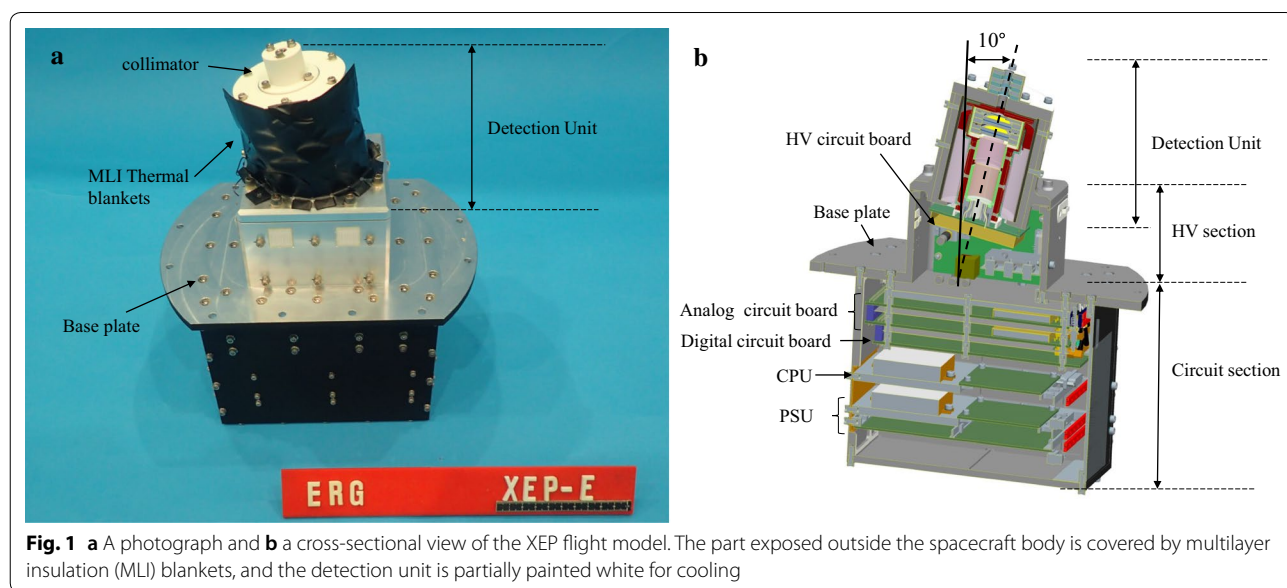 a
collimator
Detection Unit
MLI Thermal
blankets
Base plate
ERG
XEP-E
b
10°
HV circuit board
Detection Unit
Base plate
HV section
Analog circuit board
Digital circuit board
CPU
Circuit section
PSU
Fig. 1 a A photograph and b a cross-sectional view of the XEP flight model. The part exposed outside the spacecraft body is covered by multilayer
insulation (MLI) blankets, and the detection unit is partially painted white for cooling